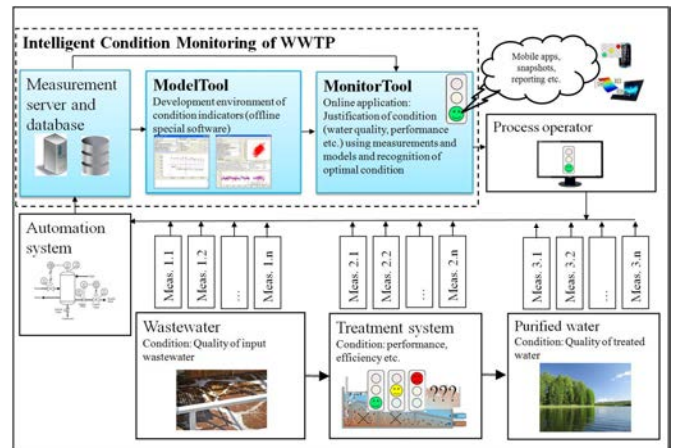 Intelligent Condition Monitoring of WWTP
Mobile apps,
snapshots,
reporting etc.
Measurement
server and
database
ModelTool
Development environment of
condition indicators (offline
special software)
MonitorTool
Online application:
Justification of condition
(water quality, performance
etc.) using measurements and
models and recognition of
optimal condition
Process operator
Automation
system
Meas. 1.1
Meas. 1.2
...
Meas. 1.n
Meas. 2.1
Meas. 2.2
...
Meas. 2.n
Meas. 3.1
Meas. 3.2
...
Meas. 3.n
Wastewater
Condition: Quality of input
wastewater
Treatment system
Condition: performance,
efficiency etc.
???
Purified water
Condition: Quality of treated
water